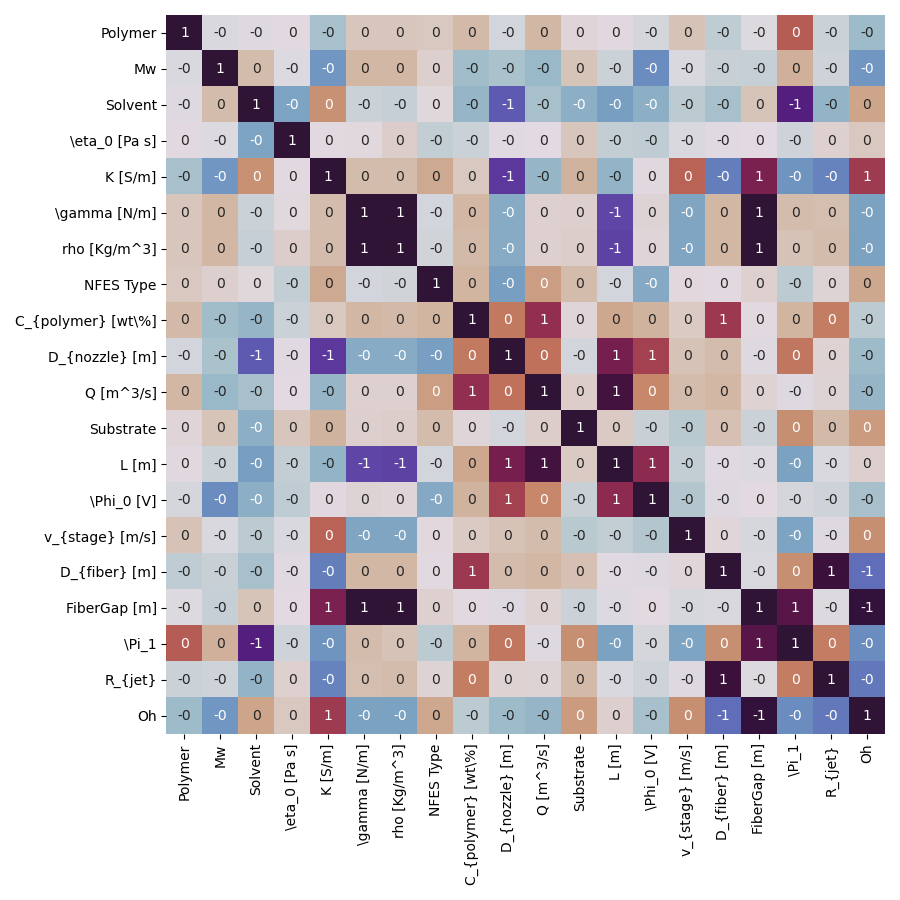 Polymer 1 -0 -0 0 -0 0 0 0 0 -0 0 0 0 -0 0 -0 -0 0 -0 -0
Mw -0 1 0 -0 -0 0 0 0 -0 -0 -0 0 -0 -0 -0 -0 -0 0 -0 -0
Solvent -0 0 1 -0 0 -0 -0 0 -0 -1 -0 -0 -0 -0 -0 -0 0 -1 -0 0
\eta_0 [Pa s] 0 -0 -0 1 0 0 0 -0 -0 -0 -0 0 -0 -0 -0 -0 0 -0 0 0
K [S/m] -0 -0 0 0 1 0 0 0 0 -1 -0 0 -0 0 0 -0 1 -0 -0 1
\gamma [N/m] 0 0 -0 0 0 1 1 -0 0 -0 0 0 -1 0 -0 0 1 0 0 -0
rho [Kg/m^3] 0 0 -0 0 0 1 1 -0 0 -0 0 0 -1 0 -0 0 1 0 0 -0
NFES Type 0 0 0 -0 0 -0 -0 1 0 -0 0 0 -0 -0 0 0 0 -0 0 0
C_{polymer} [wt\%] 0 -0 -0 -0 0 0 0 0 1 0 1 0 0 0 0 1 0 0 0 -0
D_{nozzle} [m] -0 -0 -1 -0 -1 -0 -0 -0 0 1 0 -0 1 1 0 0 -0 0 0 -0
Q [m^3/s] 0 -0 -0 -0 -0 0 0 0 1 0 1 0 1 0 0 0 0 -0 0 -0
Substrate 0 0 -0 0 0 0 0 0 0 -0 0 1 0 -0 -0 0 -0 0 0 0
L [m] 0 -0 -0 -0 -0 -1 -1 -0 0 1 1 0 1 1 -0 -0 -0 -0 -0 0
\Phi_0 [V] -0 -0 -0 -0 0 0 0 -0 0 1 0 -0 1 1 -0 -0 0 -0 -0 -0
v_{stage} [m/s] 0 -0 -0 -0 0 -0 -0 0 0 0 0 -0 -0 -0 1 0 -0 -0 -0 0
D_{fiber} [m] -0 -0 -0 -0 -0 0 0 0 1 0 0 0 -0 -0 0 1 -0 0 1 -1
FiberGap [m] -0 -0 0 0 1 1 1 0 0 -0 0 -0 -0 0 -0 -0 1 1 -0 -1
\Pi_1 0 0 -1 -0 -0 0 0 -0 0 0 -0 0 -0 -0 -0 0 1 1 0 -0
R_{jet} -0 -0 -0 0 -0 0 0 0 0 0 0 0 -0 -0 -0 1 -0 0 1 -0
Oh -0 -0 0 0 1 -0 -0 0 -0 -0 -0 0 0 -0 0 -1 -1 -0 -0 1
Polymer
Mw
Solvent
\eta_0 [Pa s]
K [S/m]
\gamma [N/m]
rho [Kg/m^3]
NFES Type
C_{polymer} [wt\%]
D_{nozzle} [m]
Q [m^3/s]
Substrate
L [m]
\Phi_0 [V]
v_{stage} [m/s]
D_{fiber} [m]
FiberGap [m]
\Pi_1
R_{jet}
Oh